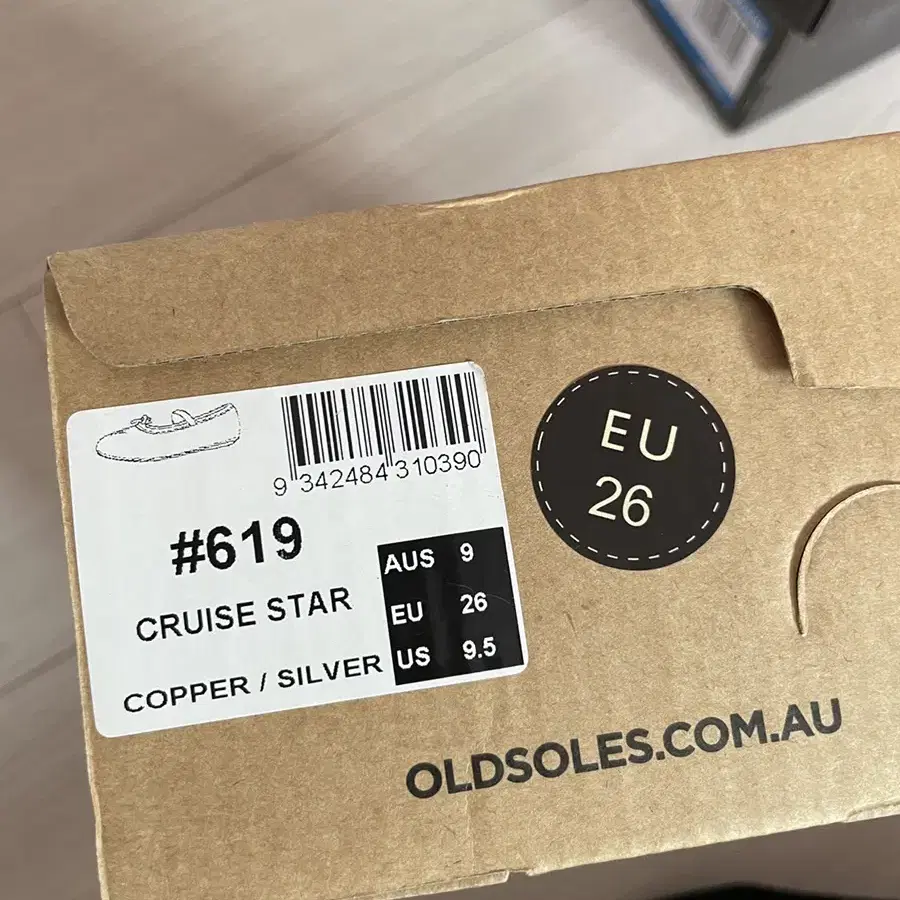 9 342484 310390
#619
CRUISE STAR
COPPER / SILVER
AUS 9
EU 26
US 9.5
EU
26
OLDSOLES.COM.AU